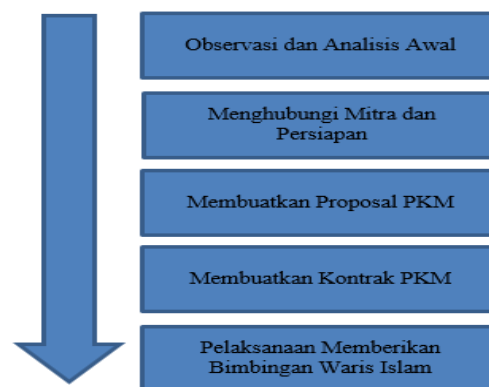 Observasi dan Analisis Awal
Menghubungi Mitra dan
Persiapan
Membuatkan Proposal PKM
Membuatkan Kontrak PKM
Pelaksanaan Memberikan
Bimbingan Waris Islam